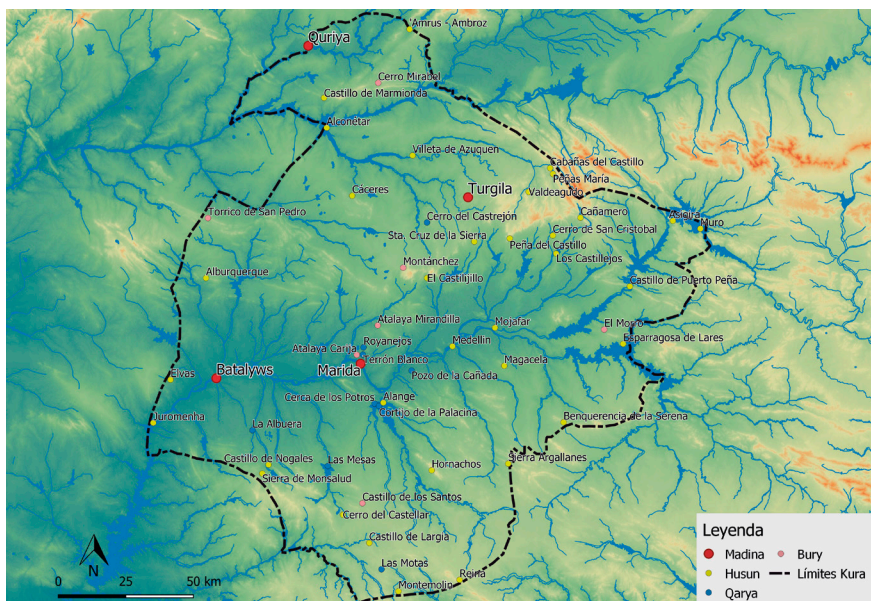 'Amrus - Ambroz
Quriya
Cerro Mirabel
Castillo de Marmionda
Alconetar
Villeta de Azuquen
Cabañas del Castillo
Peñas María
Turgila
Valdeagudo
Cáceres
Torrico de San Pedro
Cerro del Castrejón
Cañamero
Asipira
Muro
Sta. Cruz de la Sierra
Peña del Castillo
Cerro de San Cristobal
Los Castillejos
Montánchez
Alburquerque
El Castilijillo
Castillo de Puerto Peña
Atalaya Mirandilla
Mojafar
El Morro
Royanejos
Medellin
Esparragosa de Lares
Atalaya Carija
Terrón Blanco
Magacela
Elvas
Batalyws
Marida
Pozo de la Cañada
Cerca de los Potros
Alange
Cortijo de la Palacina
Juromenha
La Albuera
Benquerencia de la Serena
Castillo de Nogales
Las Mesas
Hornachos
Sierra Argallanes
Sierra de Monsalud
Castillo de los Santos
Cerro del Castellar
Castillo de Largia
Las Motas
Reina
Montemolin
N
0 25 50 km
Leyenda
Madina
Bury
Husun
Límites Kura
Qarya